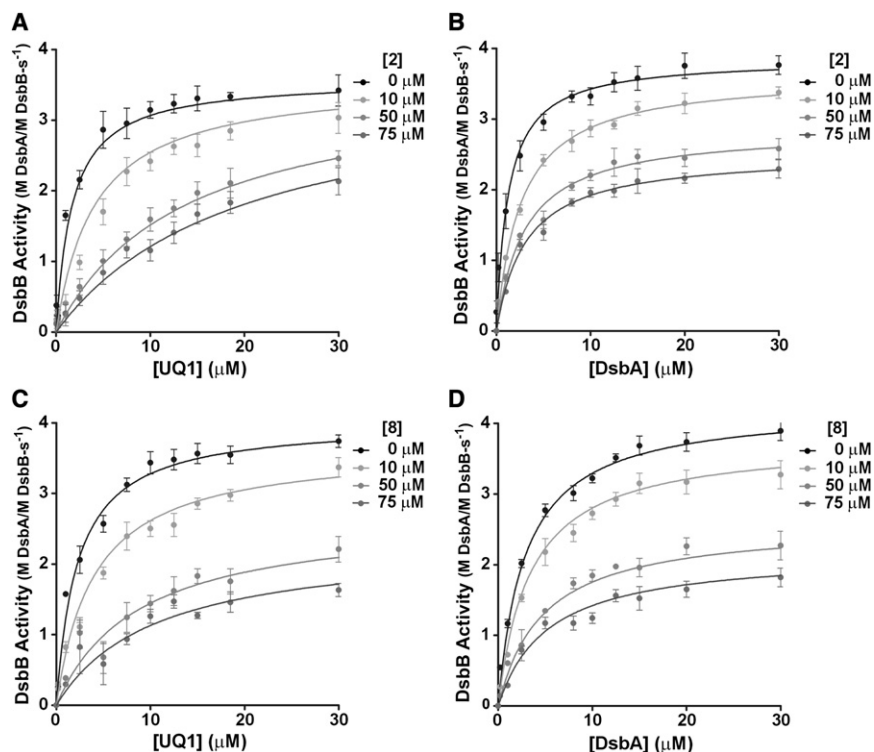 A
[2]
0 μM
10 μM
50 μM
75 μM
DsbB Activity (M DsbA/M DsbB-s⁻¹)
4
3
2
1
0
0
10
20
30
[UQ1] (μM)
B
[2]
0 μM
10 μM
50 μM
75 μM
DsbB Activity (M DsbA/M DsbB-s⁻¹)
4
3
2
1
0
0
10
20
30
[DsbA] (μM)
C
[8]
0 μM
10 μM
50 μM
75 μM
DsbB Activity (M DsbA/M DsbB-s⁻¹)
4
3
2
1
0
0
10
20
30
[UQ1] (μM)
D
[8]
0 μM
10 μM
50 μM
75 μM
DsbB Activity (M DsbA/M DsbB-s⁻¹)
4
3
2
1
0
0
10
20
30
[DsbA] (μM)